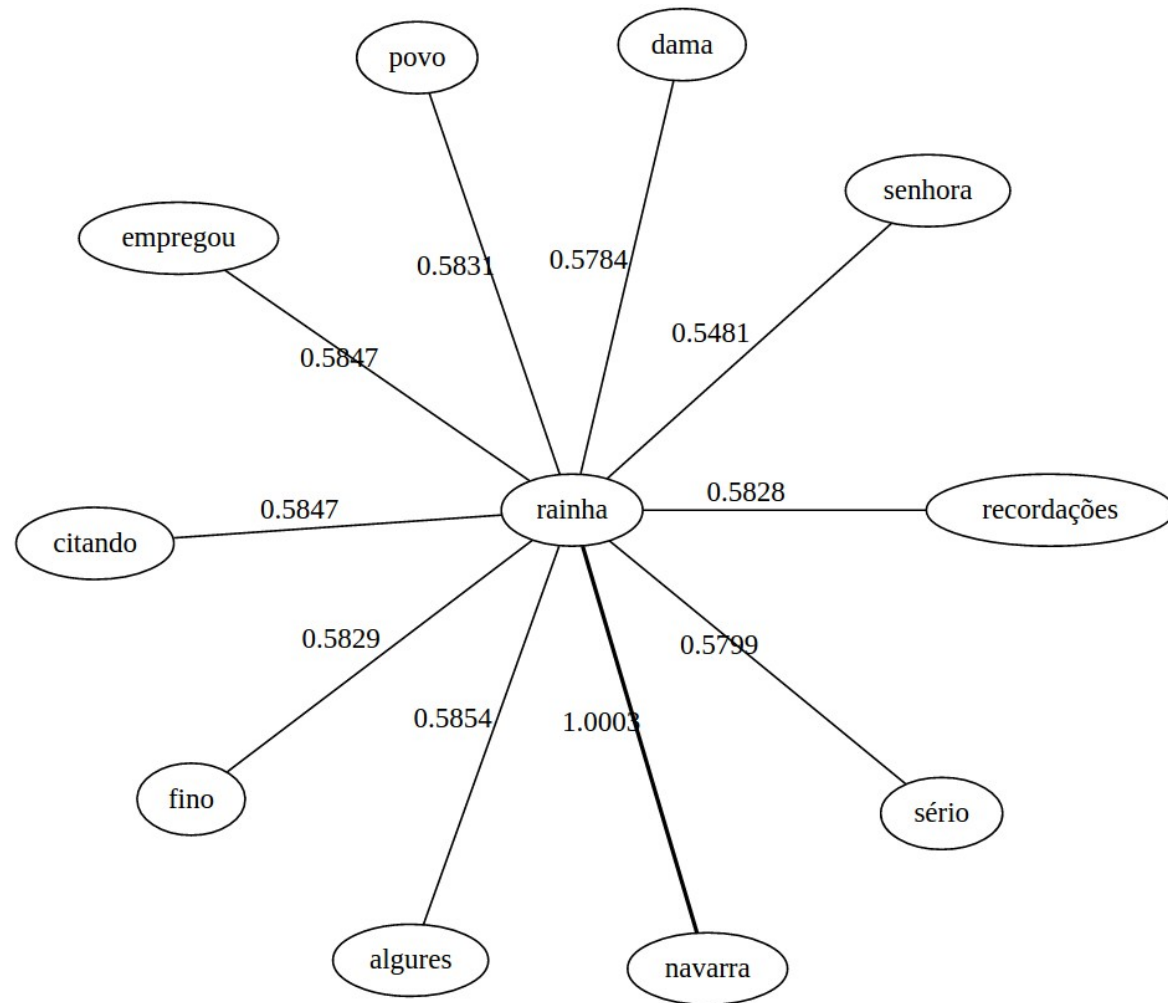 dama
povo
senhora
empregou
0.5831
0.5784
0.5481
0.5847
0.5828
0.5847
rainha
recordações
citando
0.5829
0.5799
0.5854
1.0003
fino
sério
algures
navarra